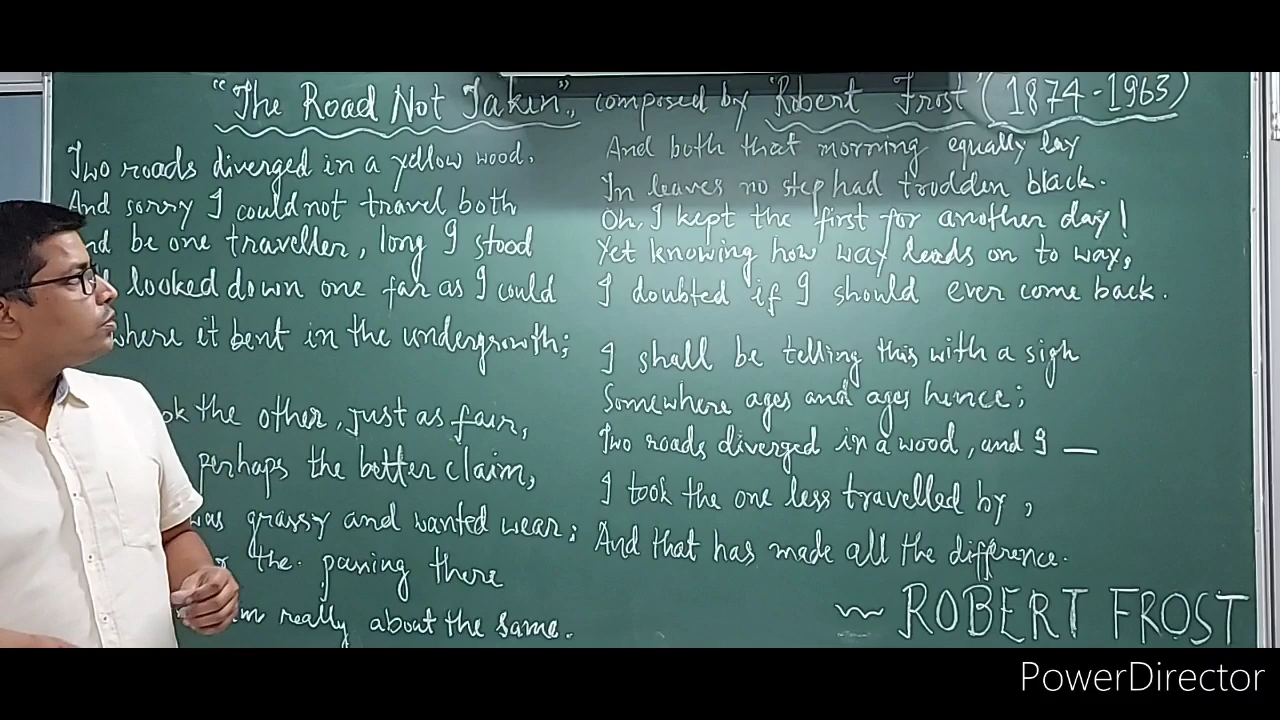 "The Road Not Taken", composed by "Robert Frost" (1874-1963)
Two roads diverged in a yellow wood,
And sorry I could not travel both
And be one traveller, long I stood
looked down one far as I could
where it bent in the undergrowth;
the other, just as fair,
perhaps the better claim,
was grassy and wanted wear;
the passing there
really about the same.
And both that morning equally lay
In leaves no step had trodden black.
Oh, I kept the first for another day!
Yet knowing how way leads on to way,
I doubted if I should ever come back.
I shall be telling this with a sigh
Somewhere ages and ages hence;
Two roads diverged in a wood, and I —
I took the one less travelled by,
And that has made all the difference.
~ ROBERT FROST
PowerDirector